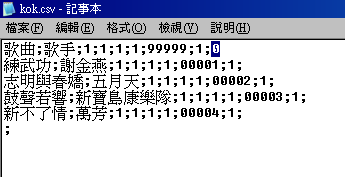 kok.csv - 記事本
檔案(F) 編輯(E) 格式(O) 檢視(V) 說明(H)
歌曲;歌手;1;1;1;1;99999;1;0
練武功;謝金燕;1;1;1;1;00001;1;
志明與春嬌;五月天;1;1;1;1;00002;1;
鼓聲若響;新寶島康樂隊;1;1;1;1;00003;1;
新不了情;萬芳;1;1;1;1;00004;1;
;